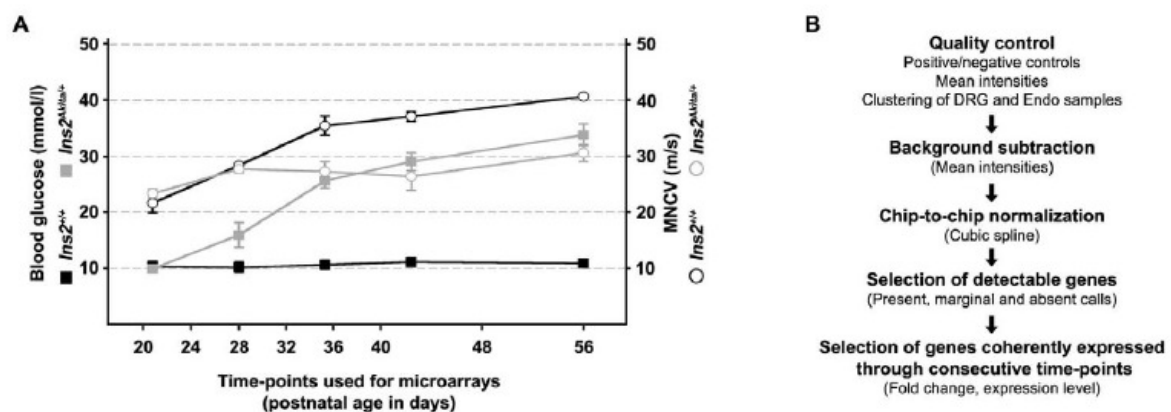 A
Blood glucose (mmol/l)
Ins2+/+
Ins2Akita/+
50
40
30
20
10
50
40
30
20
10
MNCV (m/s)
Ins2+/+
Ins2Akita/+
20 24 28 32 36 40 48 56
Time-points used for microarrays
(postnatal age in days)
B
Quality control
Positive/negative controls
Mean intensities
Clustering of DRG and Endo samples
Background subtraction
(Mean intensities)
Chip-to-chip normalization
(Cubic spline)
Selection of detectable genes
(Present, marginal and absent calls)
Selection of genes coherently expressed
through consecutive time-points
(Fold change, expression level)